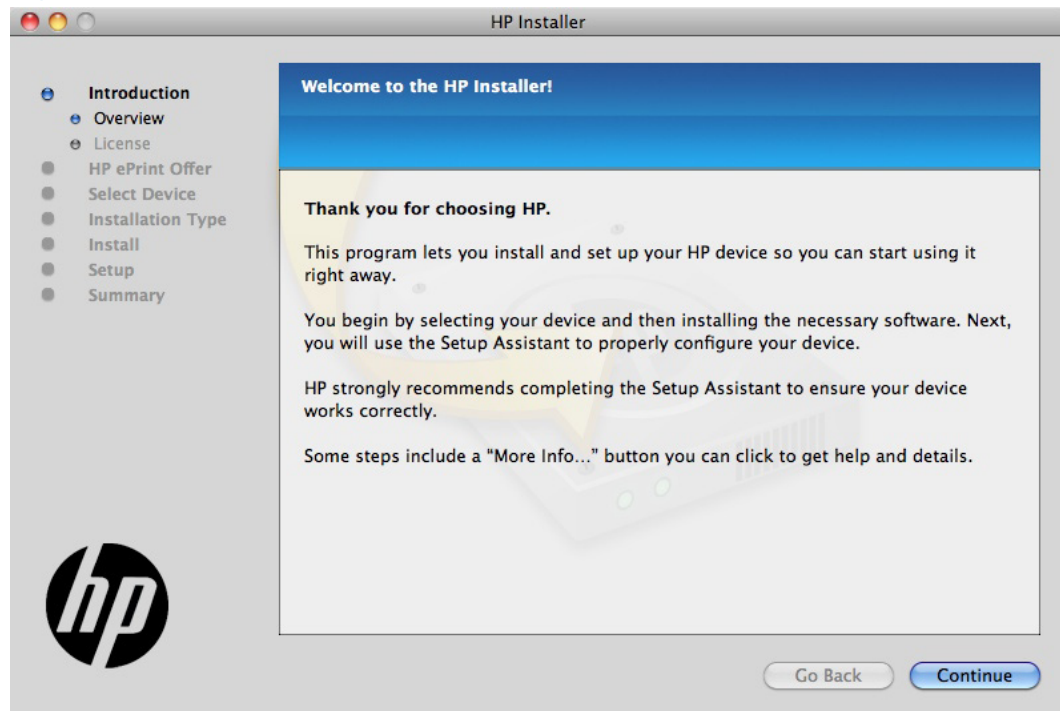 HP Installer
Introduction
Overview
License
HP ePrint Offer
Select Device
Installation Type
Install
Setup
Summary
hp
Welcome to the HP Installer!
Thank you for choosing HP.
This program lets you install and set up your HP device so you can start using it
right away.
You begin by selecting your device and then installing the necessary software. Next,
you will use the Setup Assistant to properly configure your device.
HP strongly recommends completing the Setup Assistant to ensure your device
works correctly.
Some steps include a “More Info...” button you can click to get help and details.
Go Back
Continue